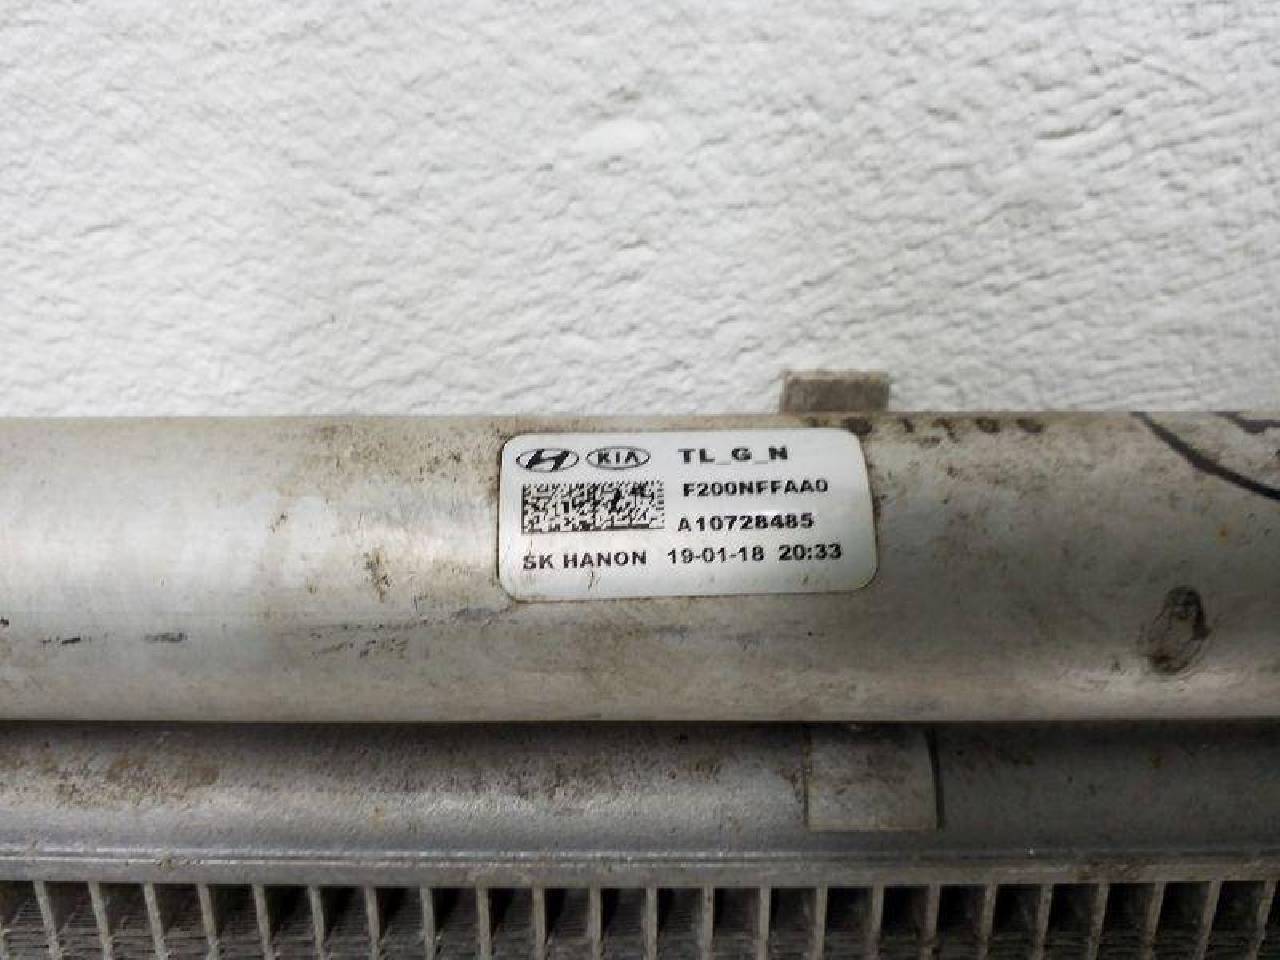 KIA TL_G_N
F200NFFAA0
A10728485
SK HANON 19-01-18 20:33